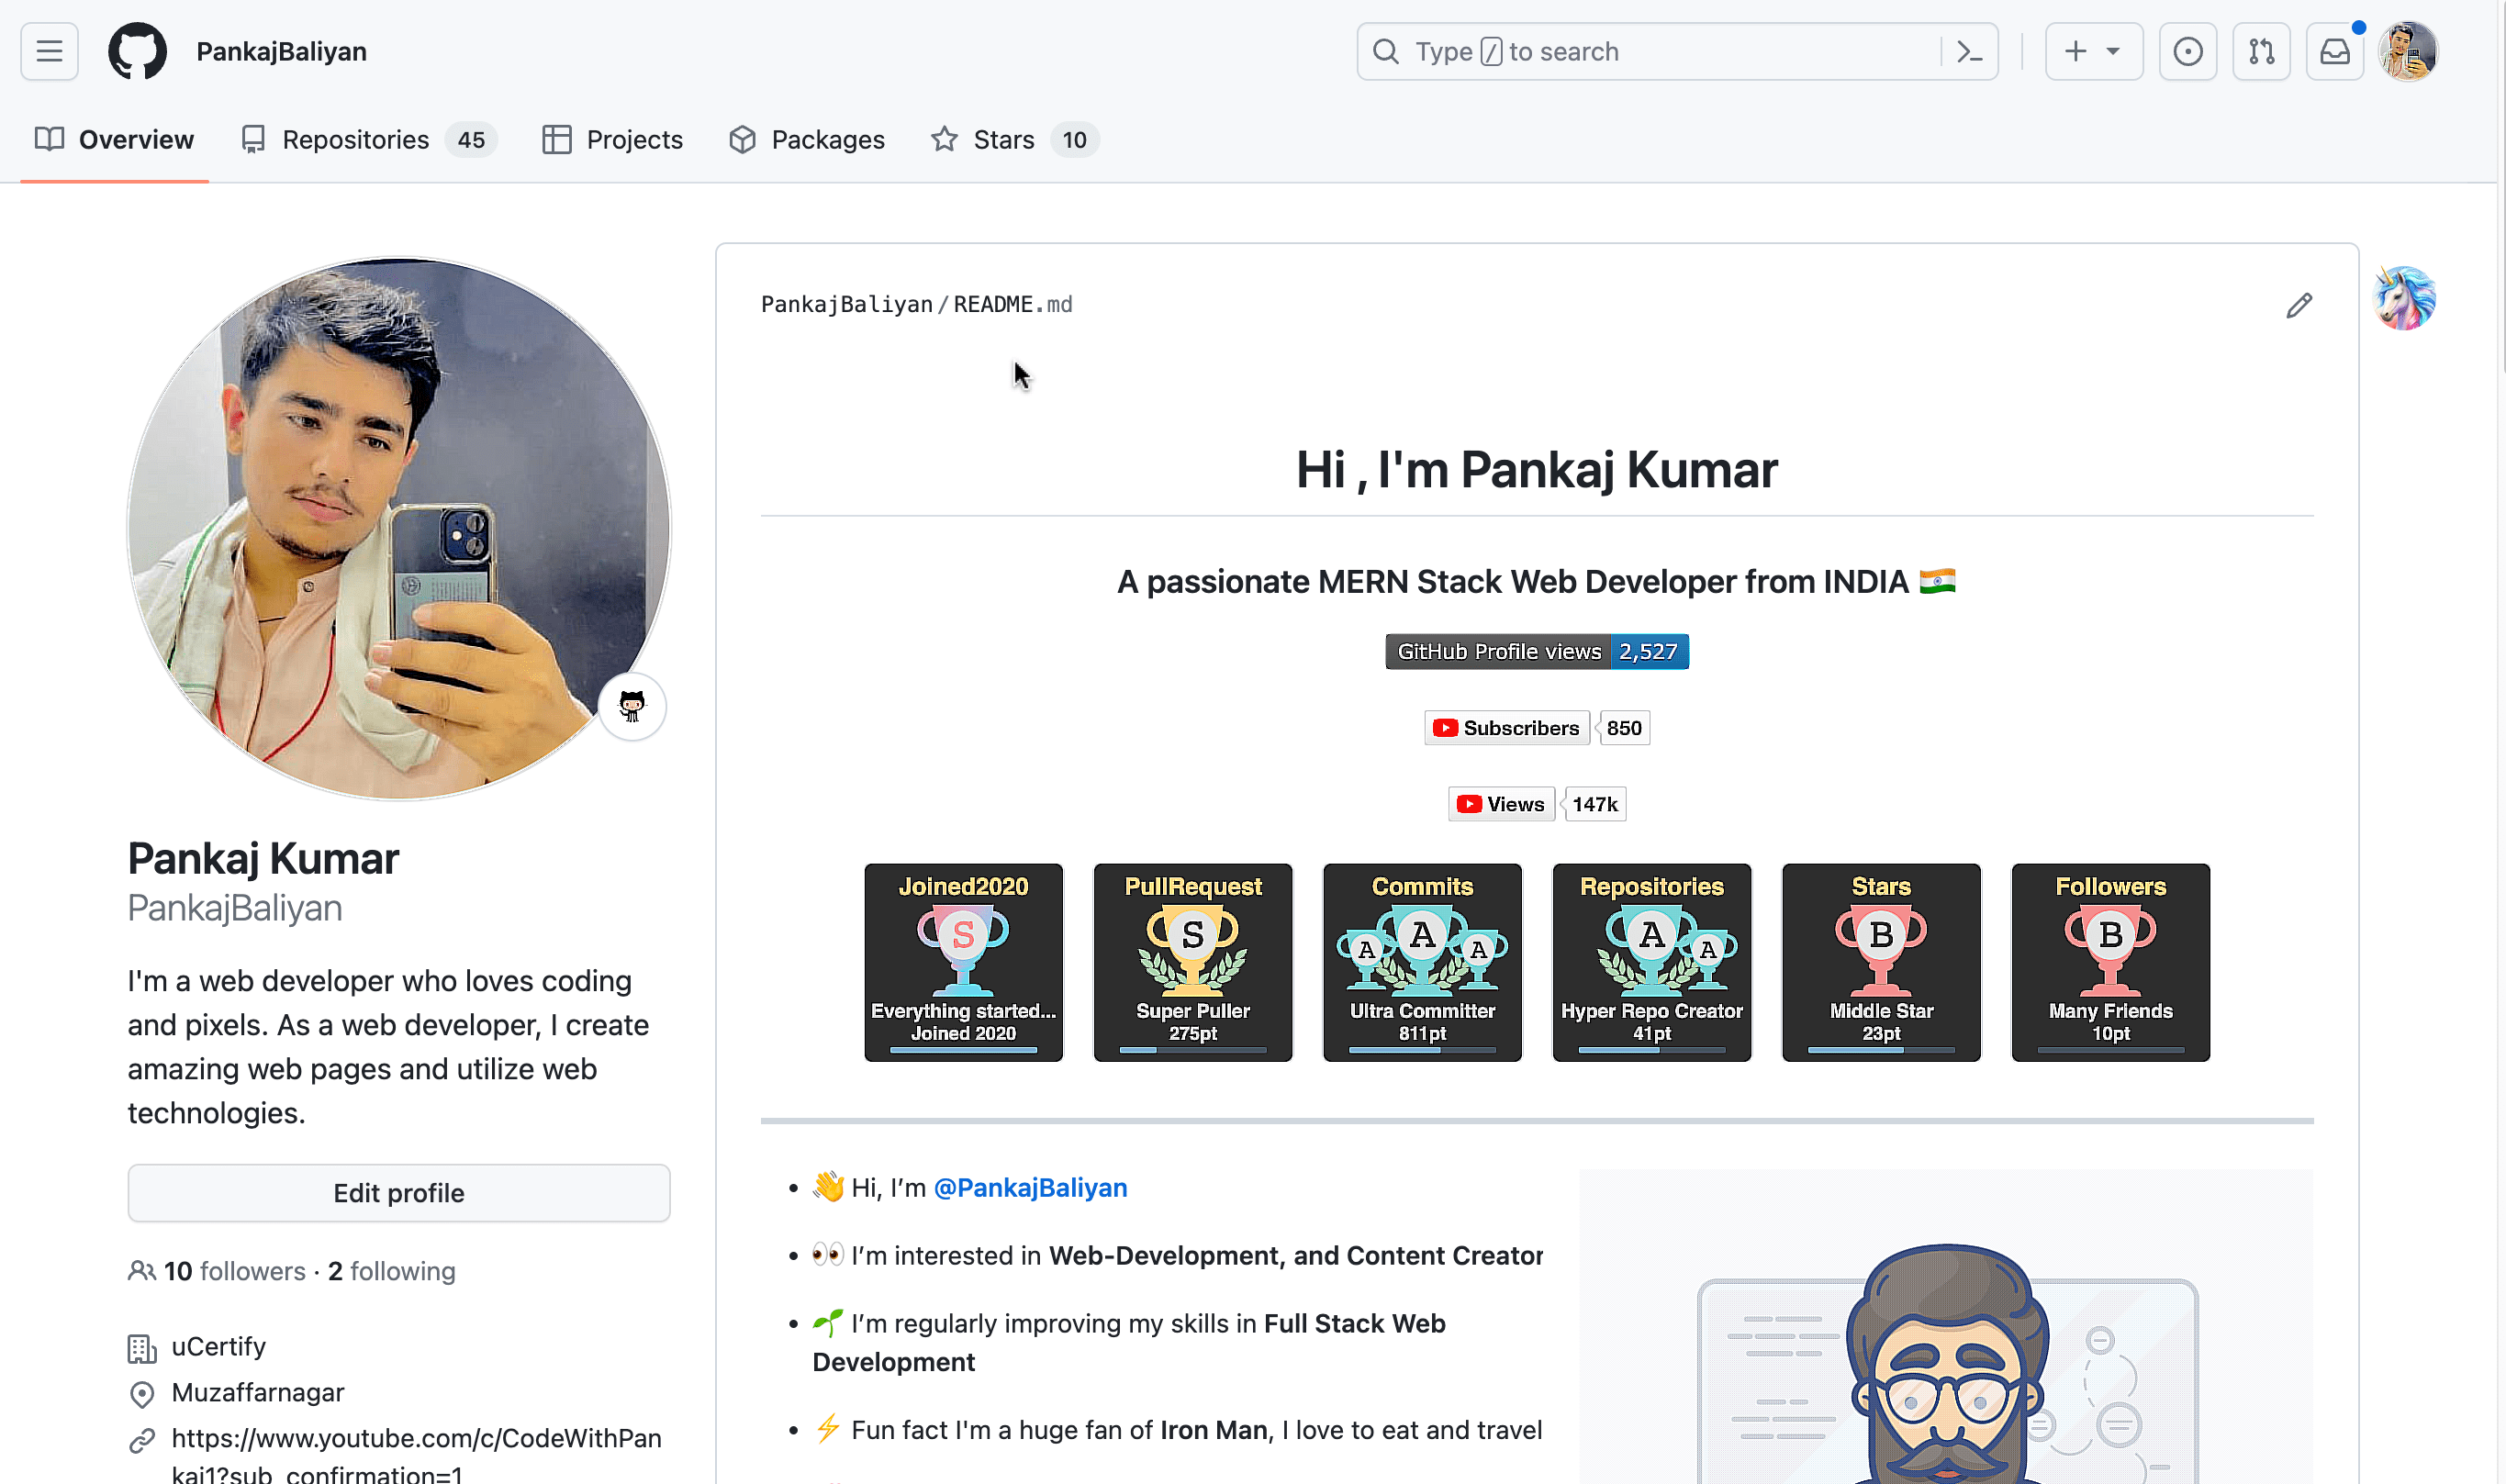 PankajBaliyan
Type / to search
Overview
Repositories 45
Projects
Packages
Stars 10
PankajBaliyan/README.md
Hi , I'm Pankaj Kumar
A passionate MERN Stack Web Developer from INDIA 🇮🇳
GitHub Profile views 2,527
Subscribers 850
Views 147k
Joined2020
S
Everything started...
Joined 2020
PullRequest
S
Super Puller
275pt
Commits
A A A
Ultra Committer
811pt
Repositories
A A
Hyper Repo Creator
41pt
Stars
B
Middle Star
23pt
Followers
B
Many Friends
10pt
Pankaj Kumar
PankajBaliyan
I'm a web developer who loves coding
and pixels. As a web developer, I create
amazing web pages and utilize web
technologies.
Edit profile
10 followers · 2 following
uCertify
Muzaffarnagar
https://www.youtube.com/c/CodeWithPan
kaj1?sub_confirmation=1
👋 Hi, I’m @PankajBaliyan
👀 I’m interested in Web-Development, and Content Creator
🌱 I’m regularly improving my skills in Full Stack Web
Development
⚡ Fun fact I'm a huge fan of Iron Man, I love to eat and travel